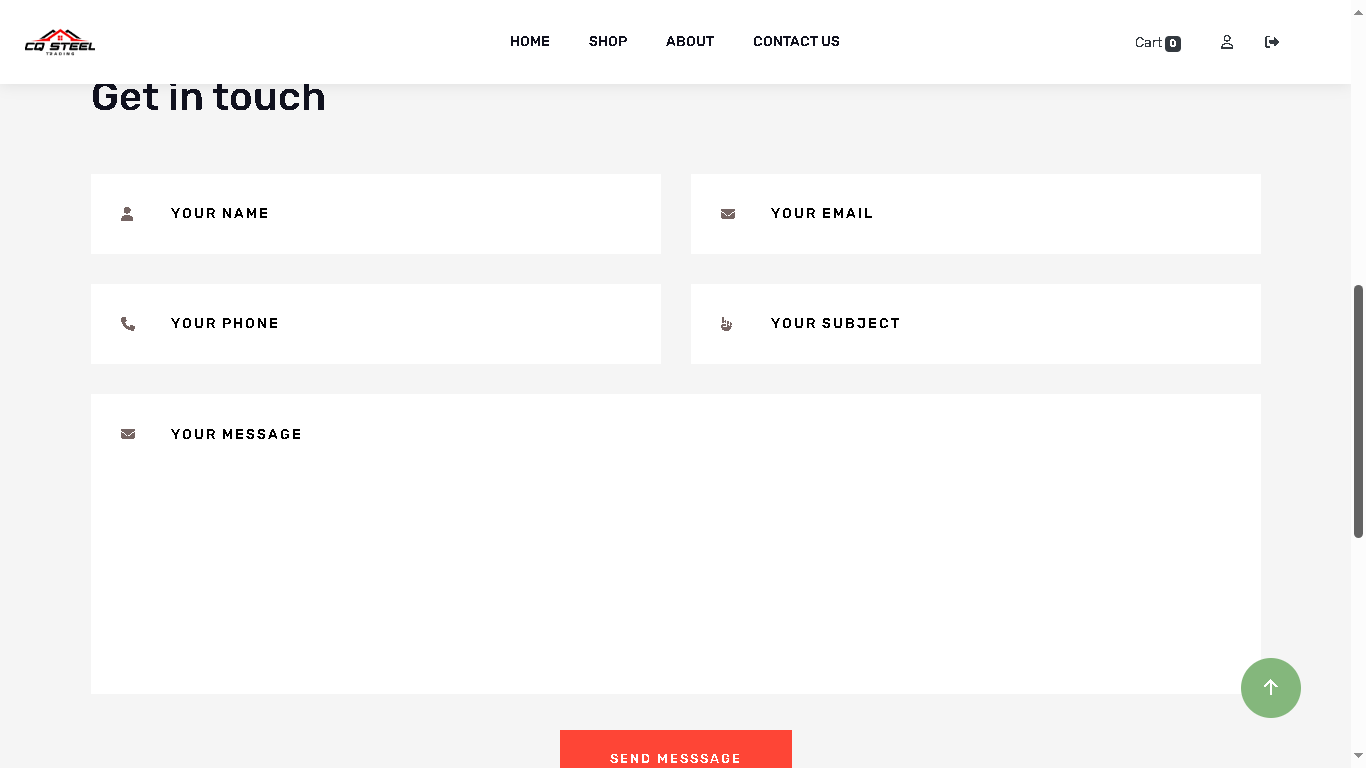 CQ STEEL
TRADING
HOME SHOP ABOUT CONTACT US
Cart 0
Get in touch
YOUR NAME
YOUR EMAIL
YOUR PHONE
YOUR SUBJECT
YOUR MESSAGE
SEND MESSSAGE